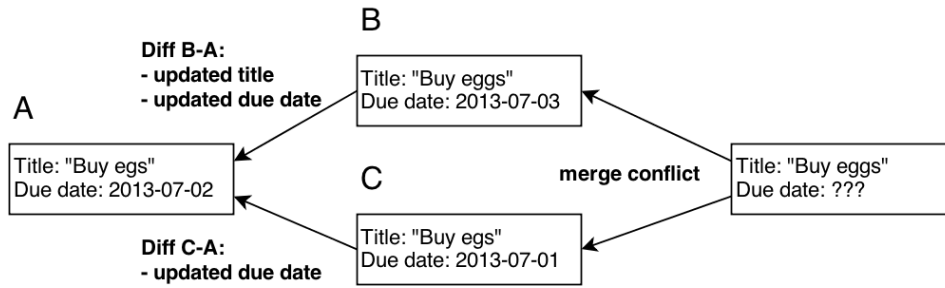 B
Diff B-A:
- updated title
- updated due date
Title: "Buy eggs"
Due date: 2013-07-03
A
Title: "Buy egs"
Due date: 2013-07-02
C
merge conflict
Title: "Buy eggs"
Due date: ???
Title: "Buy egs"
Due date: 2013-07-01
Diff C-A:
- updated due date